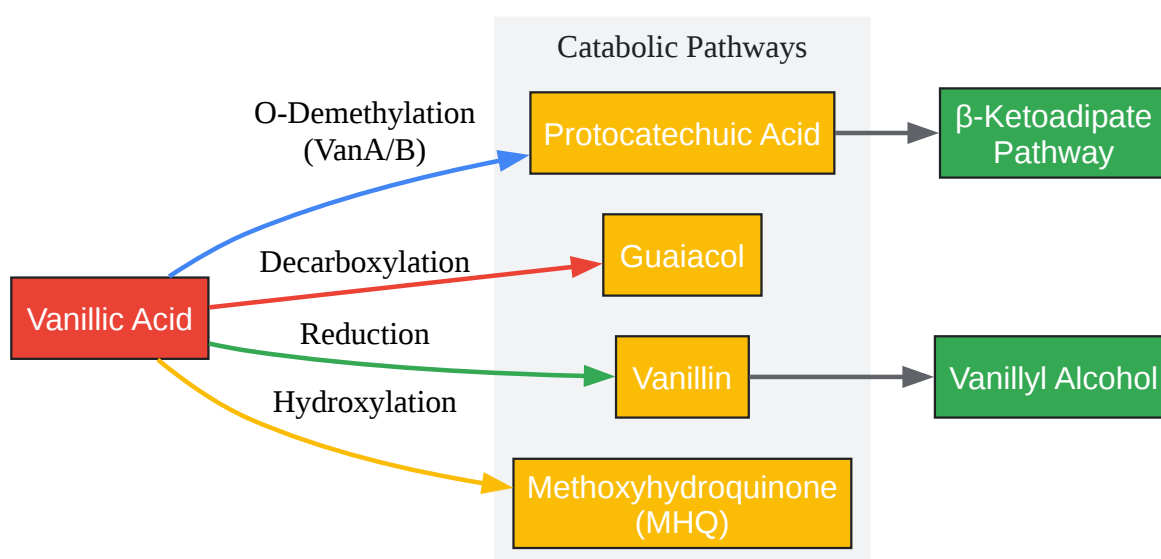 Catabolic Pathways
O-Demethylation
(VanA/B)
Protocatechuic Acid
β-Ketoadipate
Pathway
Decarboxylation
Guaiacol
Vanillic Acid
Reduction
Vanillin
Vanillyl Alcohol
Hydroxylation
Methoxyhydroquinone
(MHQ)